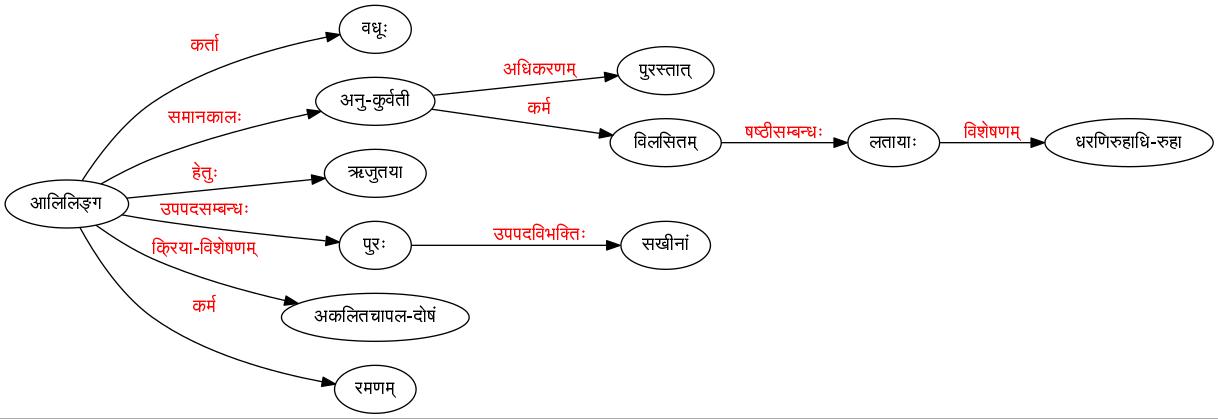 वधूः
कर्ता
पुरस्तात्
अधिकरणम्
अनु-कुर्वती
कर्म
समानकालः
विलसितम्
षष्ठीसम्बन्धः
लतायाः
विशेषणम्
धरणिरुहाधि-रुहा
हेतुः
ऋजुतया
आलिलिङ्ग
उपपदसम्बन्धः
पुरः
उपपदविभक्तिः
सखीनां
क्रिया-विशेषणम्
अकलितचापल-दोषं
कर्म
रमणम्